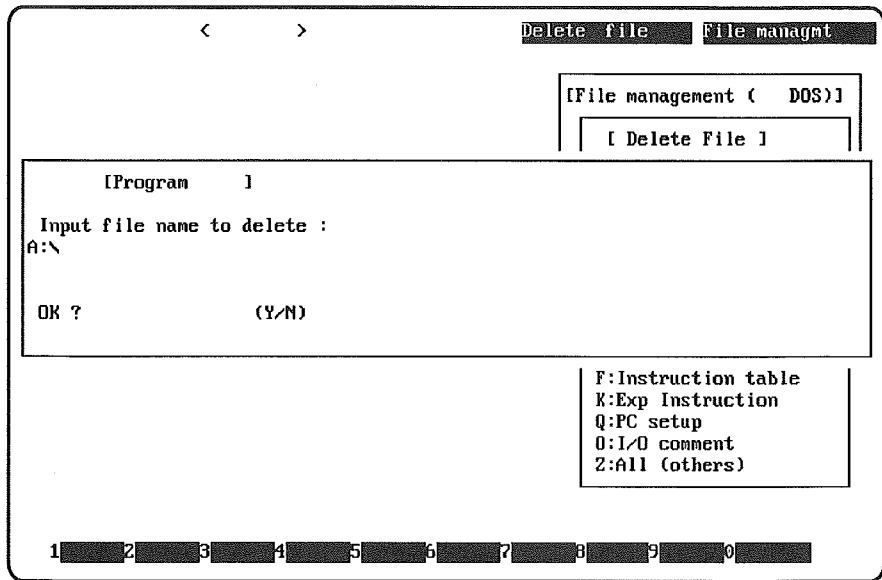 <          >          Delete  file     File managmt
[File management (   DOS)]
[ Delete File ]
[Program      ]
Input file name to delete :
A:\
OK ?                    (Y/N)
F:Instruction table
K:Exp Instruction
Q:PC setup
O:I/O comment
Z:All (others)
1 2 3 4 5 6 7 8 9 0